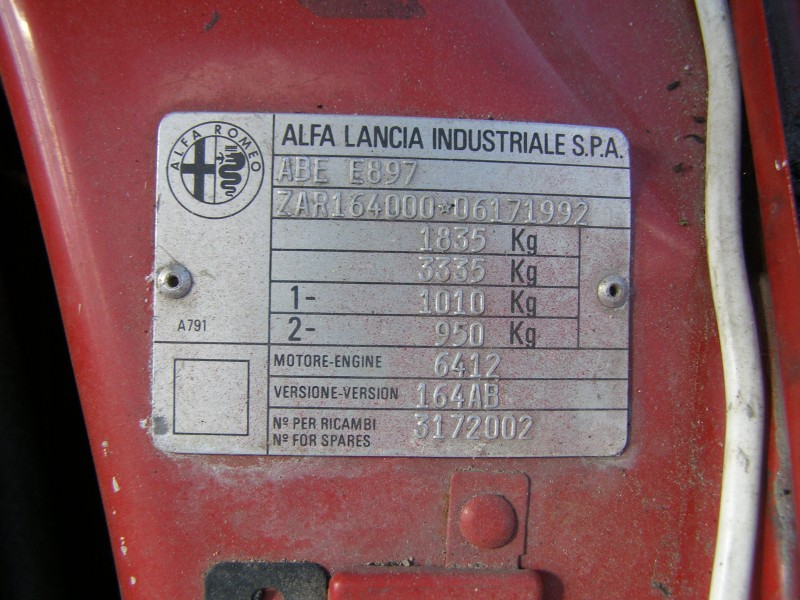 ALFA ROMEO
ALFA LANCIA INDUSTRIALE S.P.A.
ABE E897
ZAR164000*06171992
1835 Kg
3335 Kg
1- 1010 Kg
2- 950 Kg
A791
MOTORE-ENGINE 6412
VERSIONE-VERSION 164AB
Nº PER RICAMBI
Nº FOR SPARES 3172002